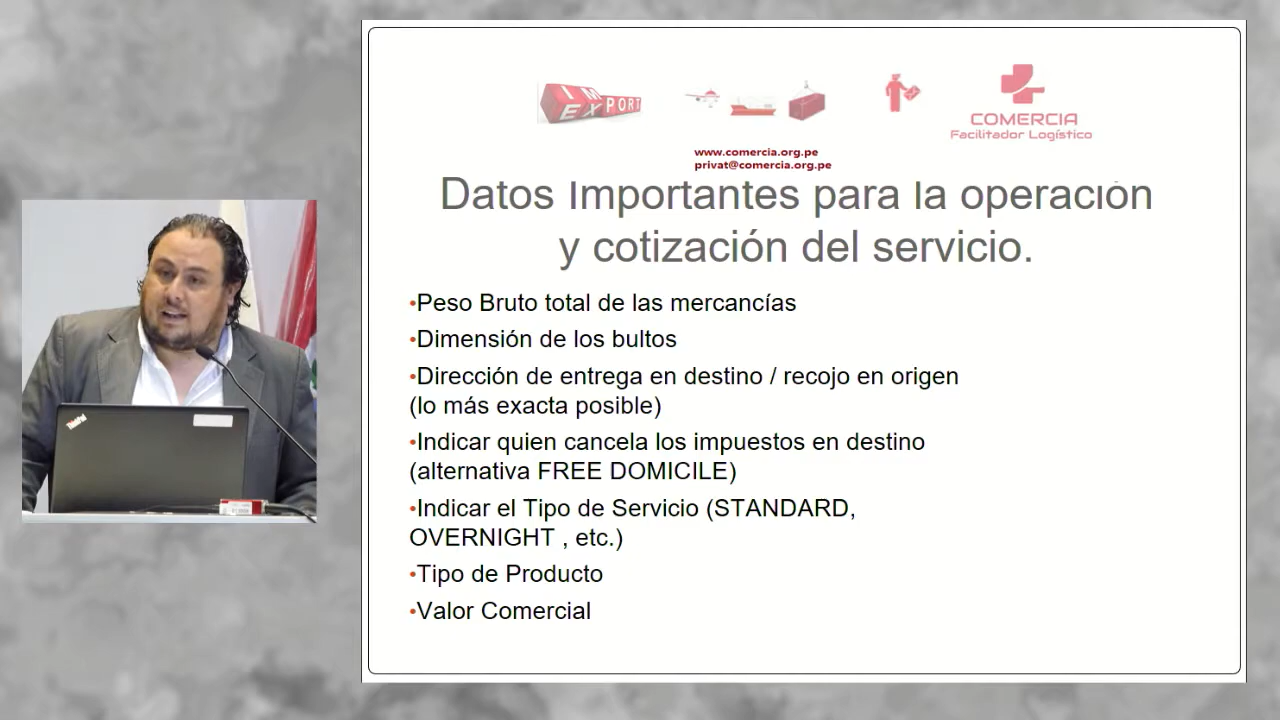 IM
EXPORT
COMERCIA
Facilitador Logístico
www.comercia.org.pe
privat@comercia.org.pe
Datos Importantes para la operación
y cotización del servicio.
•Peso Bruto total de las mercancías
•Dimensión de los bultos
•Dirección de entrega en destino / recojo en origen
(lo más exacta posible)
•Indicar quien cancela los impuestos en destino
(alternativa FREE DOMICILE)
•Indicar el Tipo de Servicio (STANDARD,
OVERNIGHT , etc.)
•Tipo de Producto
•Valor Comercial